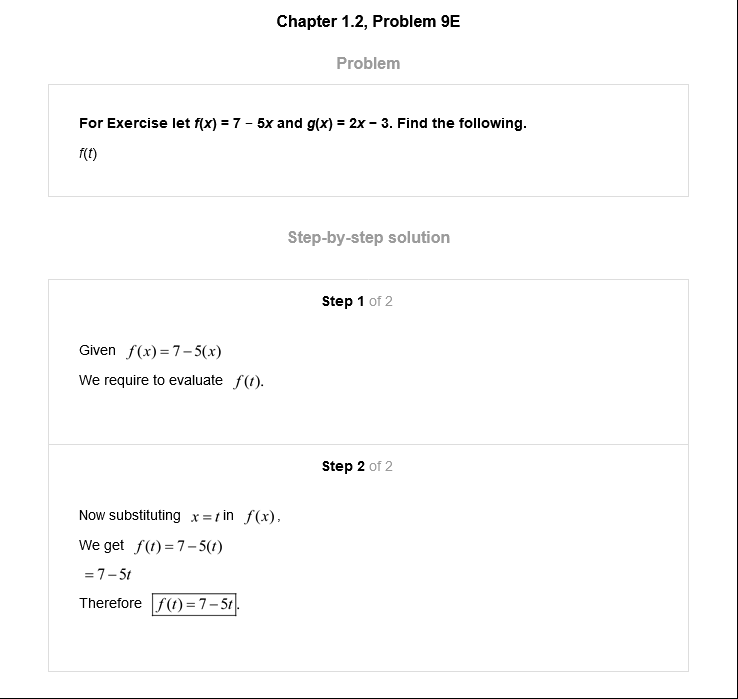 Chapter 1.2, Problem 9E
Problem
For Exercise let f(x) = 7 − 5x and g(x) = 2x − 3. Find the following.
f(t)
Step-by-step solution
Step 1 of 2
Given f(x) = 7 − 5(x)
We require to evaluate f(t).
Step 2 of 2
Now substituting x = t in f(x),
We get f(t) = 7 − 5(t)
= 7 − 5t
Therefore f(t) = 7 − 5t.